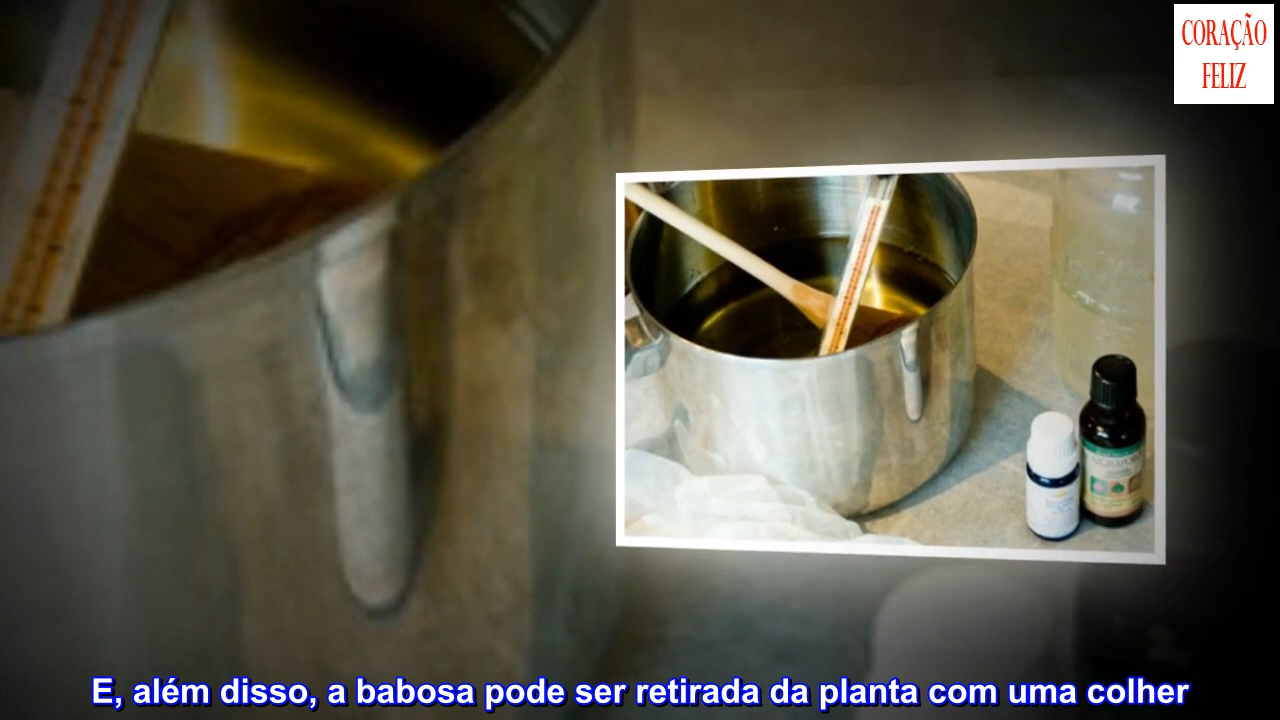 CORAÇÃO
FELIZ
E, além disso, a babosa pode ser retirada da planta com uma colher